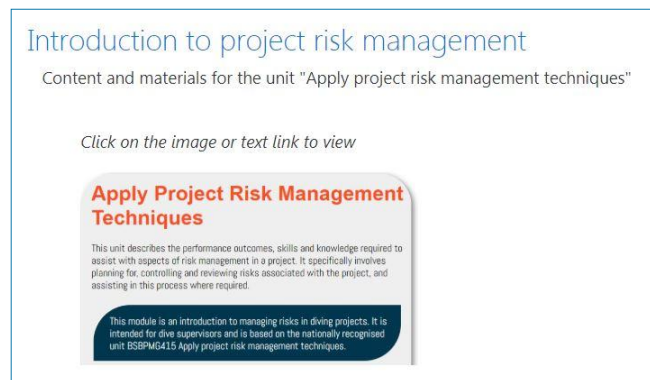 Introduction to project risk management
Content and materials for the unit "Apply project risk management techniques"
Click on the image or text link to view
Apply Project Risk Management
Techniques
This unit describes the performance outcomes, skills and knowledge required to
assist with aspects of risk management in a project. It specifically involves
planning for, controlling and reviewing risks associated with the project, and
assisting in this process where required.
This module is an introduction to managing risks in diving projects. It is
intended for dive supervisors and is based on the nationally recognised
unit BSBPMG415 Apply project risk management techniques.